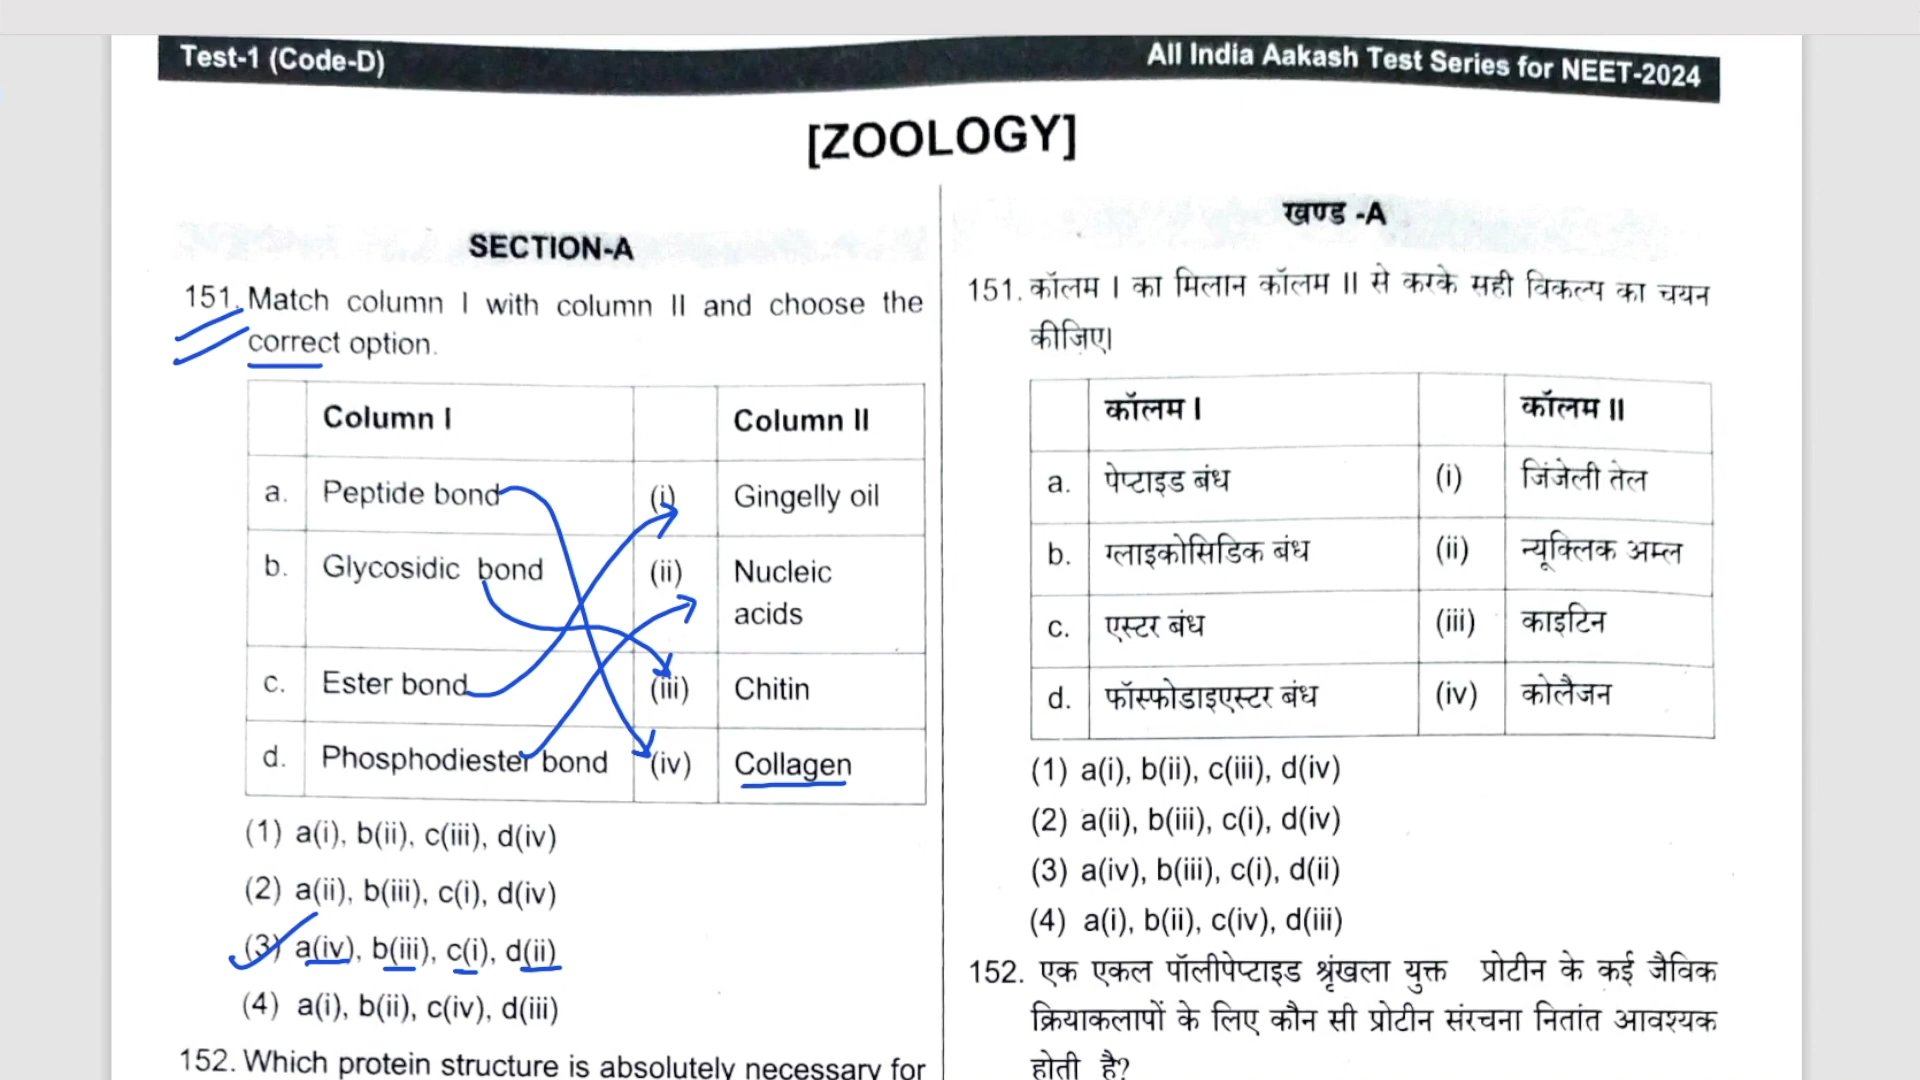 Test-1 (Code-D)
All India Aakash Test Series for NEET-2024
[ZOOLOGY]
SECTION-A
151. Match column I with column II and choose the
correct option.
Column I Column II
a. Peptide bond (i) Gingelly oil
b. Glycosidic bond (ii) Nucleic
acids
c. Ester bond (iii) Chitin
d. Phosphodiester bond (iv) Collagen
(1) a(i), b(ii), c(iii), d(iv)
(2) a(ii), b(iii), c(i), d(iv)
(3) a(iv), b(iii), c(i), d(ii)
(4) a(i), b(ii), c(iv), d(iii)
152. Which protein structure is absolutely necessary for
खण्ड -A
151. कॉलम I का मिलान कॉलम II से करके सही विकल्प का चयन
कीजिए।
कॉलम I कॉलम II
a. पेप्टाइड बंध (i) जिंजेली तेल
b. ग्लाइकोसिडिक बंध (ii) न्यूक्लिक अम्ल
c. एस्टर बंध (iii) काइटिन
d. फॉस्फोडाइएस्टर बंध (iv) कोलैजन
(1) a(i), b(ii), c(iii), d(iv)
(2) a(ii), b(iii), c(i), d(iv)
(3) a(iv), b(iii), c(i), d(ii)
(4) a(i), b(ii), c(iv), d(iii)
152. एक एकल पॉलीपेप्टाइड श्रृंखला युक्त प्रोटीन के कई जैविक
क्रियाकलापों के लिए कौन सी प्रोटीन संरचना नितांत आवश्यक
होती है?